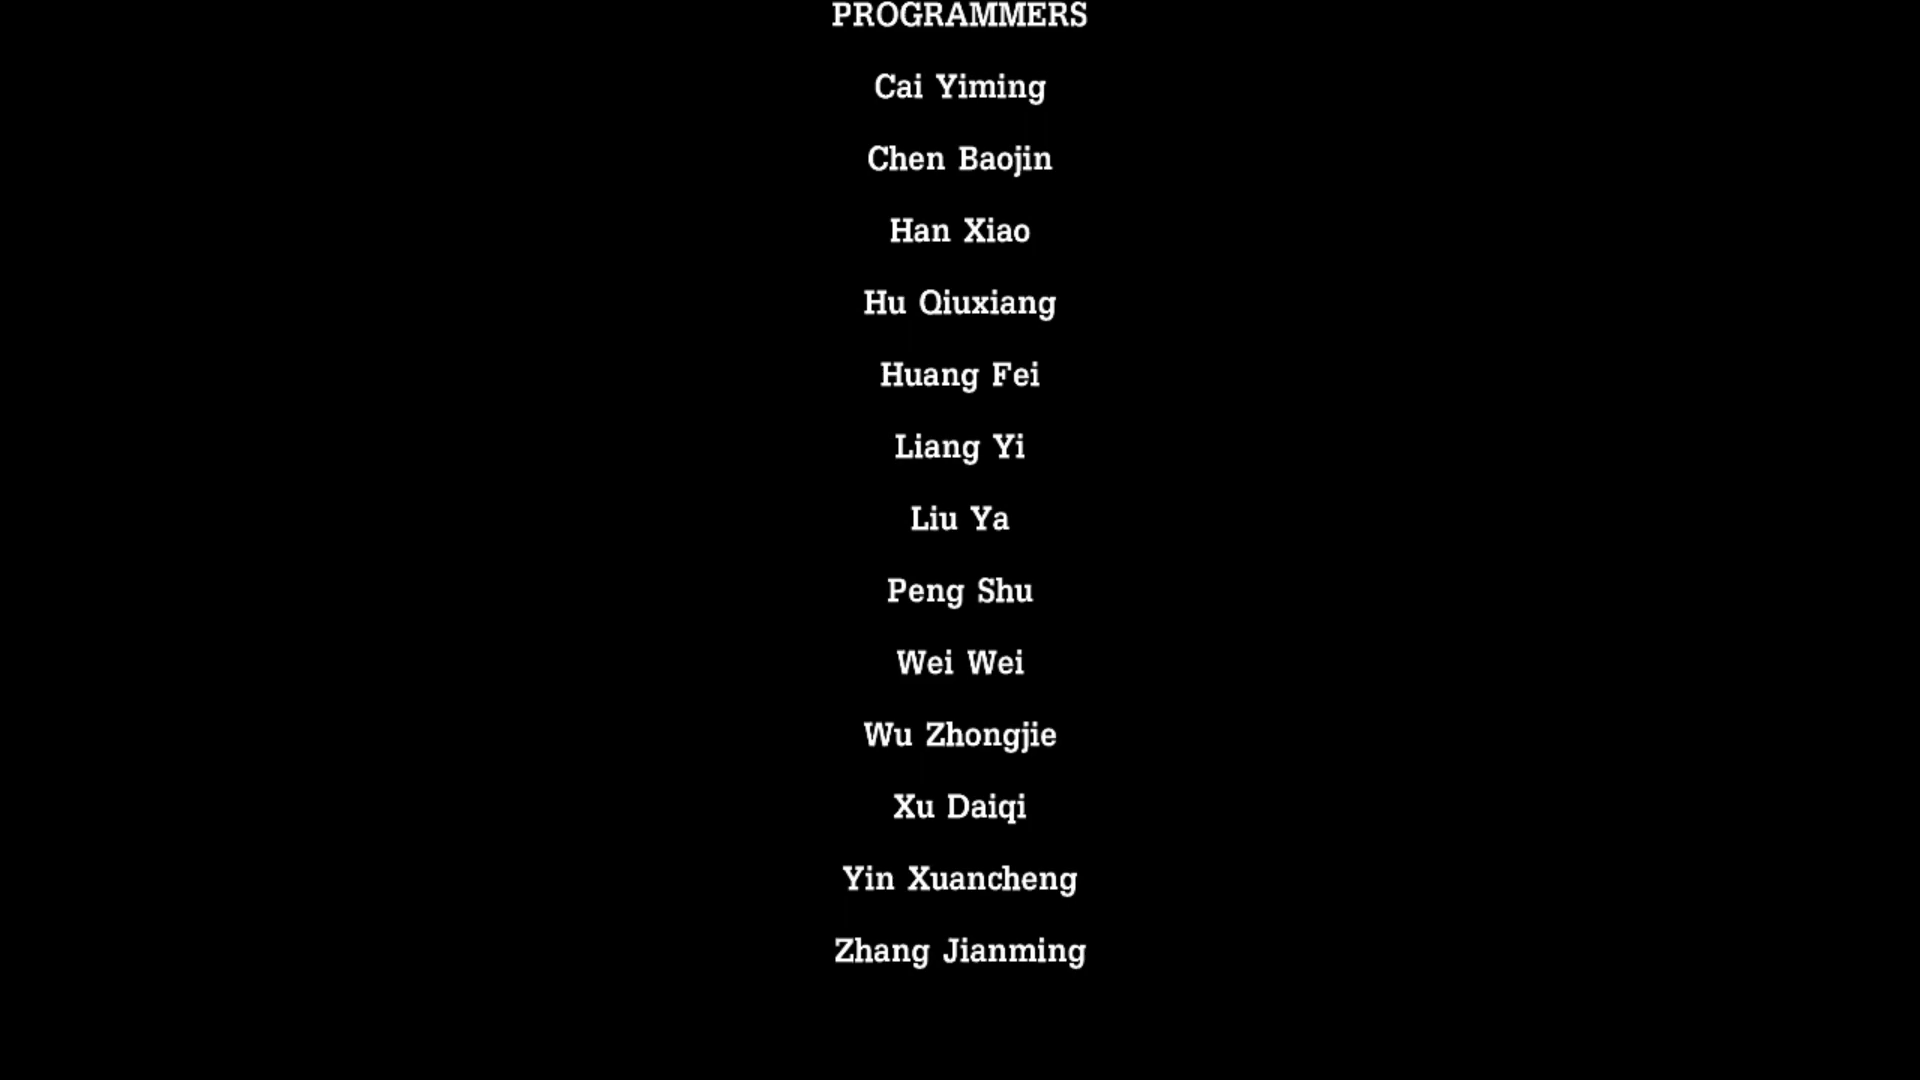 PROGRAMMERS
Cai Yiming
Chen Baojin
Han Xiao
Hu Qiuxiang
Huang Fei
Liang Yi
Liu Ya
Peng Shu
Wei Wei
Wu Zhongjie
Xu Daiqi
Yin Xuancheng
Zhang Jianming